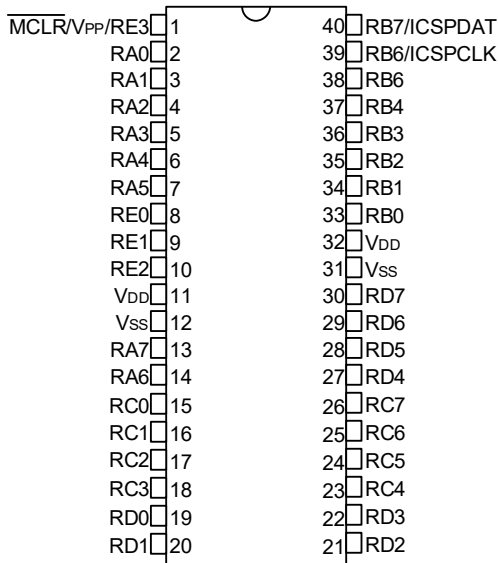 MCLR/VPP/RE3 1 40 RB7/ICSPDAT
RA0 2 39 RB6/ICSPCLK
RA1 3 38 RB6
RA2 4 37 RB4
RA3 5 36 RB3
RA4 6 35 RB2
RA5 7 34 RB1
RE0 8 33 RB0
RE1 9 32 VDD
RE2 10 31 VSS
VDD 11 30 RD7
VSS 12 29 RD6
RA7 13 28 RD5
RA6 14 27 RD4
RC0 15 26 RC7
RC1 16 25 RC6
RC2 17 24 RC5
RC3 18 23 RC4
RD0 19 22 RD3
RD1 20 21 RD2